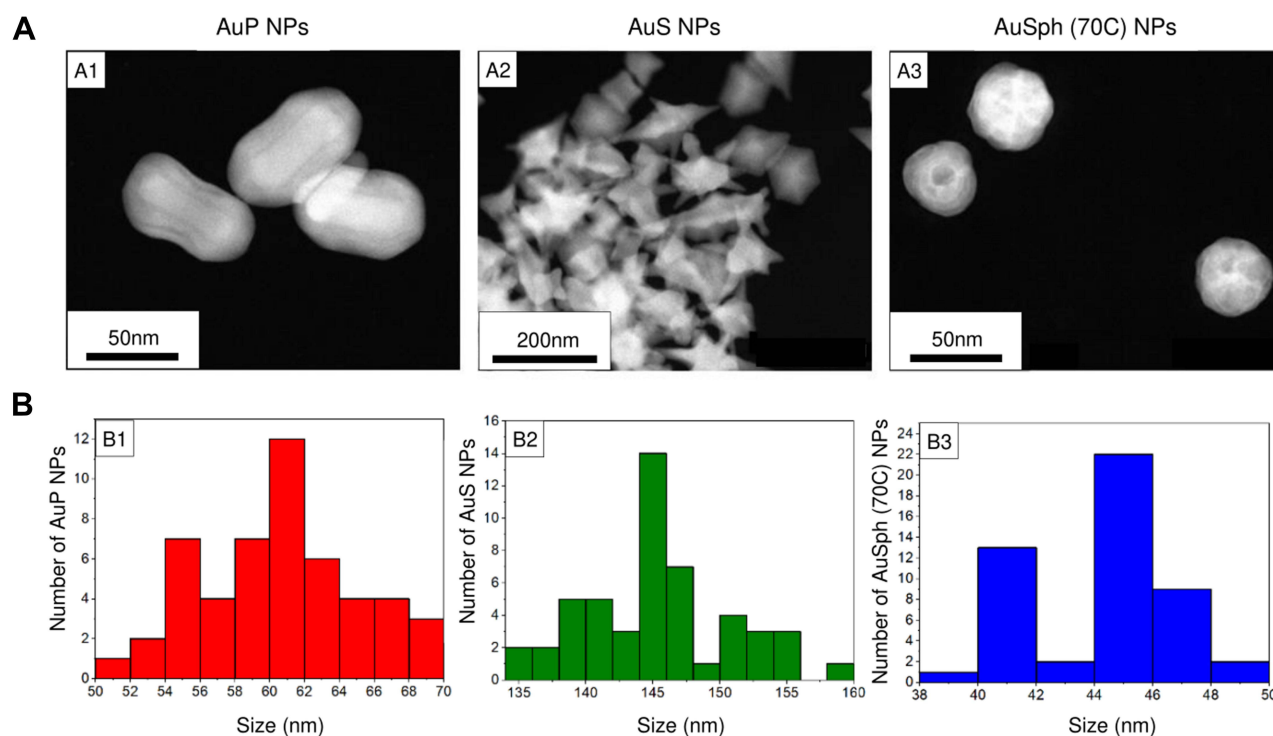 A
AuP NPs
AuS NPs
AuSph (70C) NPs
A1
A2
A3
50nm
200nm
50nm
B
B1
B2
B3
Number of AuP NPs
12
10
8
6
4
2
0
50 52 54 56 58 60 62 64 66 68 70
Size (nm)
Number of AuS NPs
16
14
12
10
8
6
4
2
0
135 140 145 150 155 160
Size (nm)
Number of AuSph (70C) NPs
24
22
20
18
16
14
12
10
8
6
4
2
0
38 40 42 44 46 48 50
Size (nm)